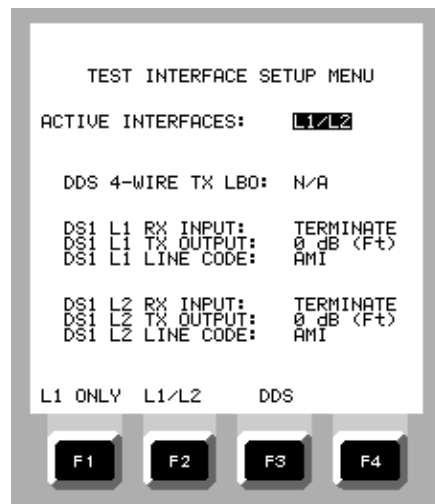 TEST INTERFACE SETUP MENU
ACTIVE INTERFACES: L1/L2
DDS 4-WIRE TX LBO: N/A
DS1 L1 RX INPUT: TERMINATE
DS1 L1 TX OUTPUT: 0 dB (Ft)
DS1 L1 LINE CODE: AMI
DS1 L2 RX INPUT: TERMINATE
DS1 L2 TX OUTPUT: 0 dB (Ft)
DS1 L2 LINE CODE: AMI
L1 ONLY L1/L2 DDS
F1 F2 F3 F4